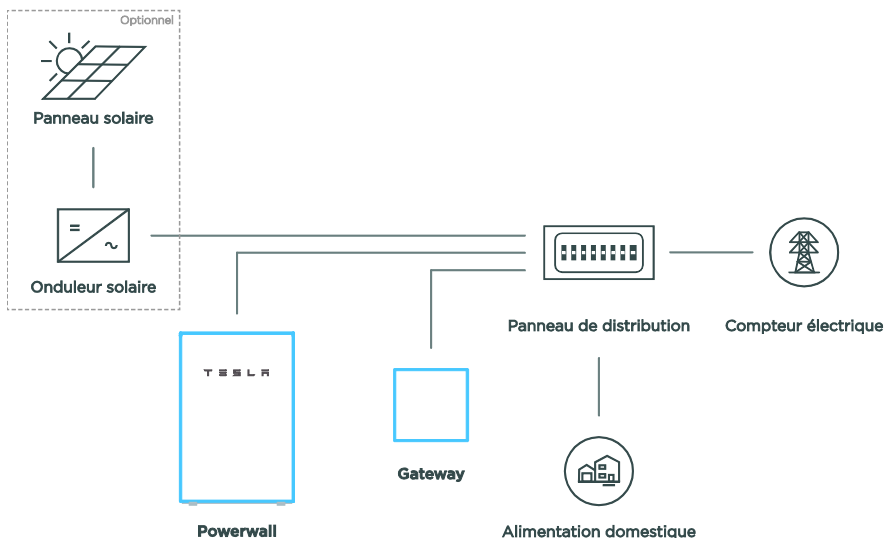 Optionnel
Panneau solaire
Onduleur solaire
Panneau de distribution
Compteur électrique
TESLA
Gateway
Powerwall
Alimentation domestique